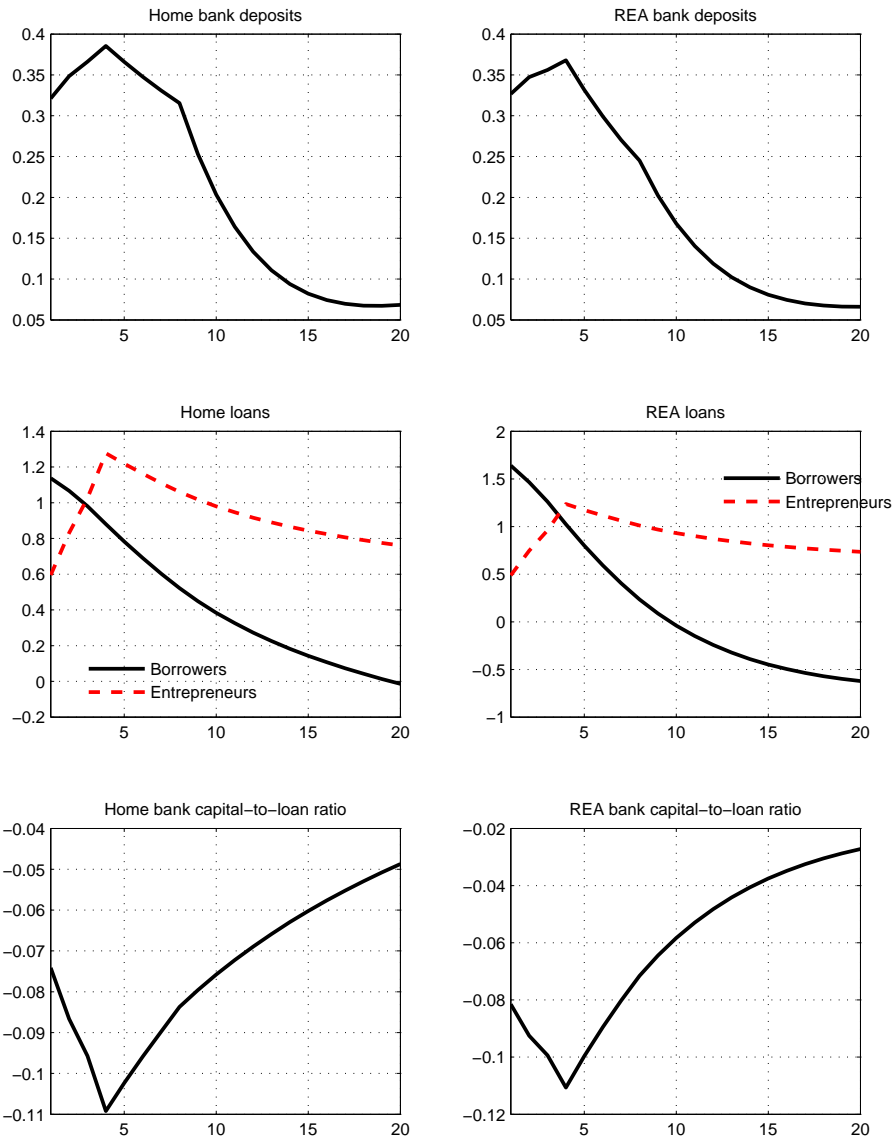 Home bank deposits
0.4
0.35
0.3
0.25
0.2
0.15
0.1
0.05
5 10 15 20
REA bank deposits
0.4
0.35
0.3
0.25
0.2
0.15
0.1
0.05
5 10 15 20
Home loans
1.4
1.2
1
0.8
0.6
0.4
0.2
0
−0.2
Borrowers
Entrepreneurs
5 10 15 20
REA loans
2
1.5
1
0.5
0
−0.5
−1
Borrowers
Entrepreneurs
5 10 15 20
Home bank capital−to−loan ratio
−0.04
−0.05
−0.06
−0.07
−0.08
−0.09
−0.1
−0.11
5 10 15 20
REA bank capital−to−loan ratio
−0.02
−0.04
−0.06
−0.08
−0.1
−0.12
5 10 15 20